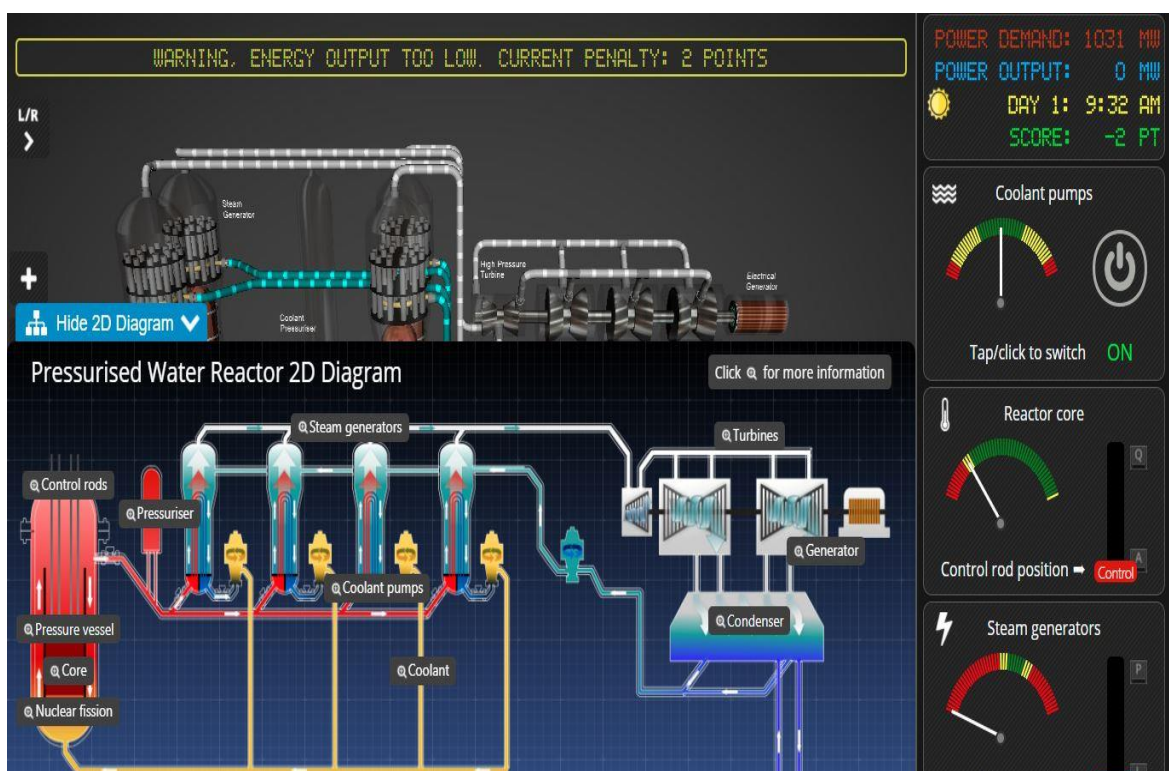 WARNING, ENERGY OUTPUT TOO LOW. CURRENT PENALTY: 2 POINTS
POWER DEMAND: 1031 MW
POWER OUTPUT: 0 MW
DAY 1: 9:32 AM
SCORE: -2 PT
L/R
Steam
Generator
High Pressure
Turbine
Electrical
Generator
Coolant
Pressuriser
Hide 2D Diagram
Pressurised Water Reactor 2D Diagram
Click for more information
Steam generators
Turbines
Control rods
Pressuriser
Generator
Coolant pumps
Condenser
Pressure vessel
Core
Coolant
Nuclear fission
Coolant pumps
Tap/click to switch ON
Reactor core
Q
A
Control rod position Control
Steam generators
P